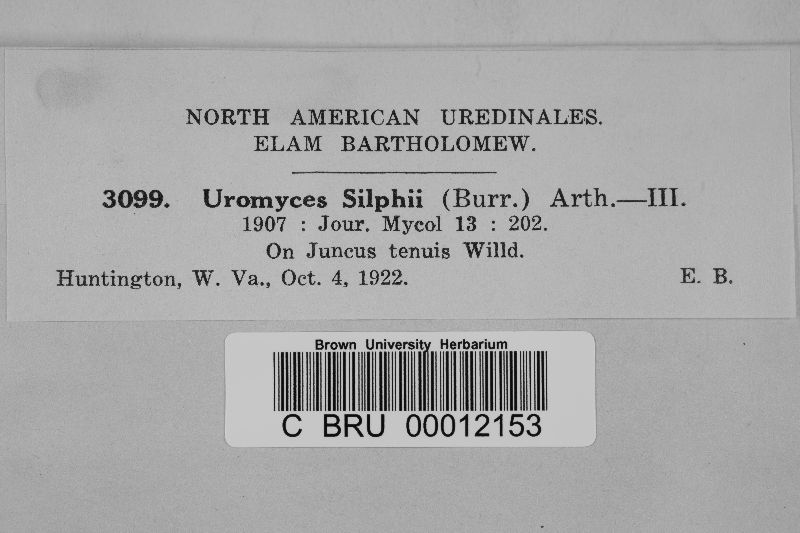 NORTH AMERICAN UREDINALES.
ELAM BARTHOLOMEW.
3099. Uromyces Silphii (Burr.) Arth.—III.
1907 : Jour. Mycol 13 : 202.
On Juncus tenuis Willd.
Huntington, W. Va., Oct. 4, 1922. E. B.
Brown University Herbarium
C BRU 00012153